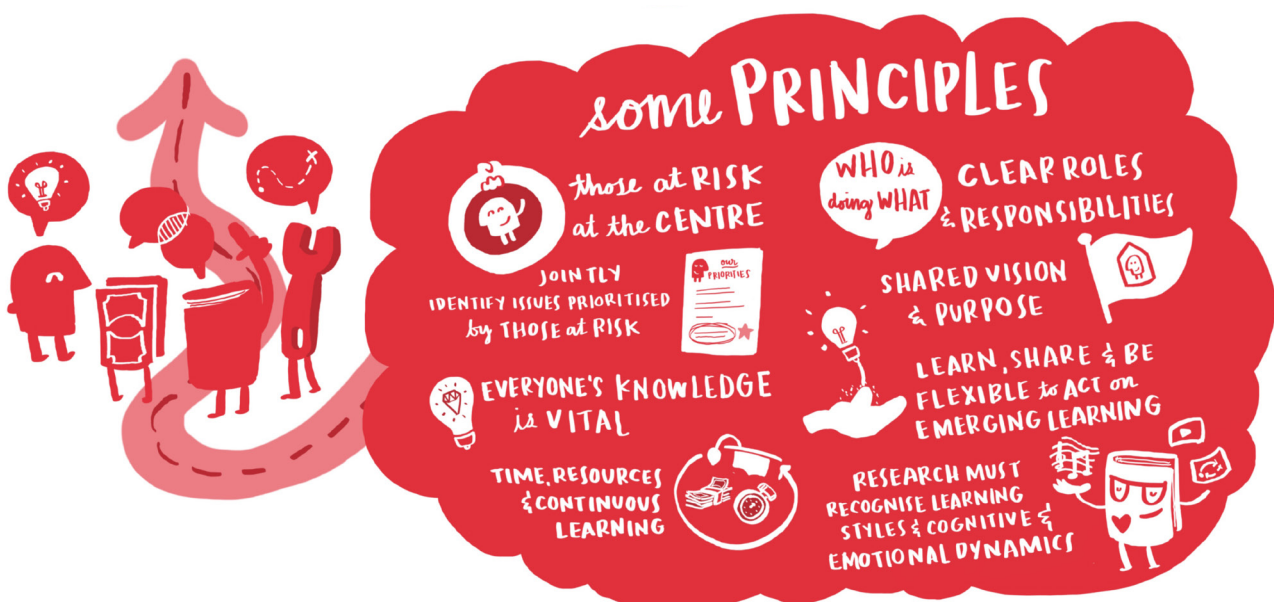 some PRINCIPLES
those at RISK
at the CENTRE
JOINTLY
IDENTIFY ISSUES PRIORITISED
by THOSE at RISK
our
PRIORITIES
EVERYONE'S KNOWLEDGE
is VITAL
TIME, RESOURCES
& CONTINUOUS
LEARNING
WHO is
doing WHAT
CLEAR ROLES
& RESPONSIBILITIES
SHARED VISION
& PURPOSE
LEARN, SHARE & BE
FLEXIBLE to ACT on
EMERGING LEARNING
RESEARCH MUST
RECOGNISE LEARNING
STYLES & COGNITIVE &
EMOTIONAL DYNAMICS